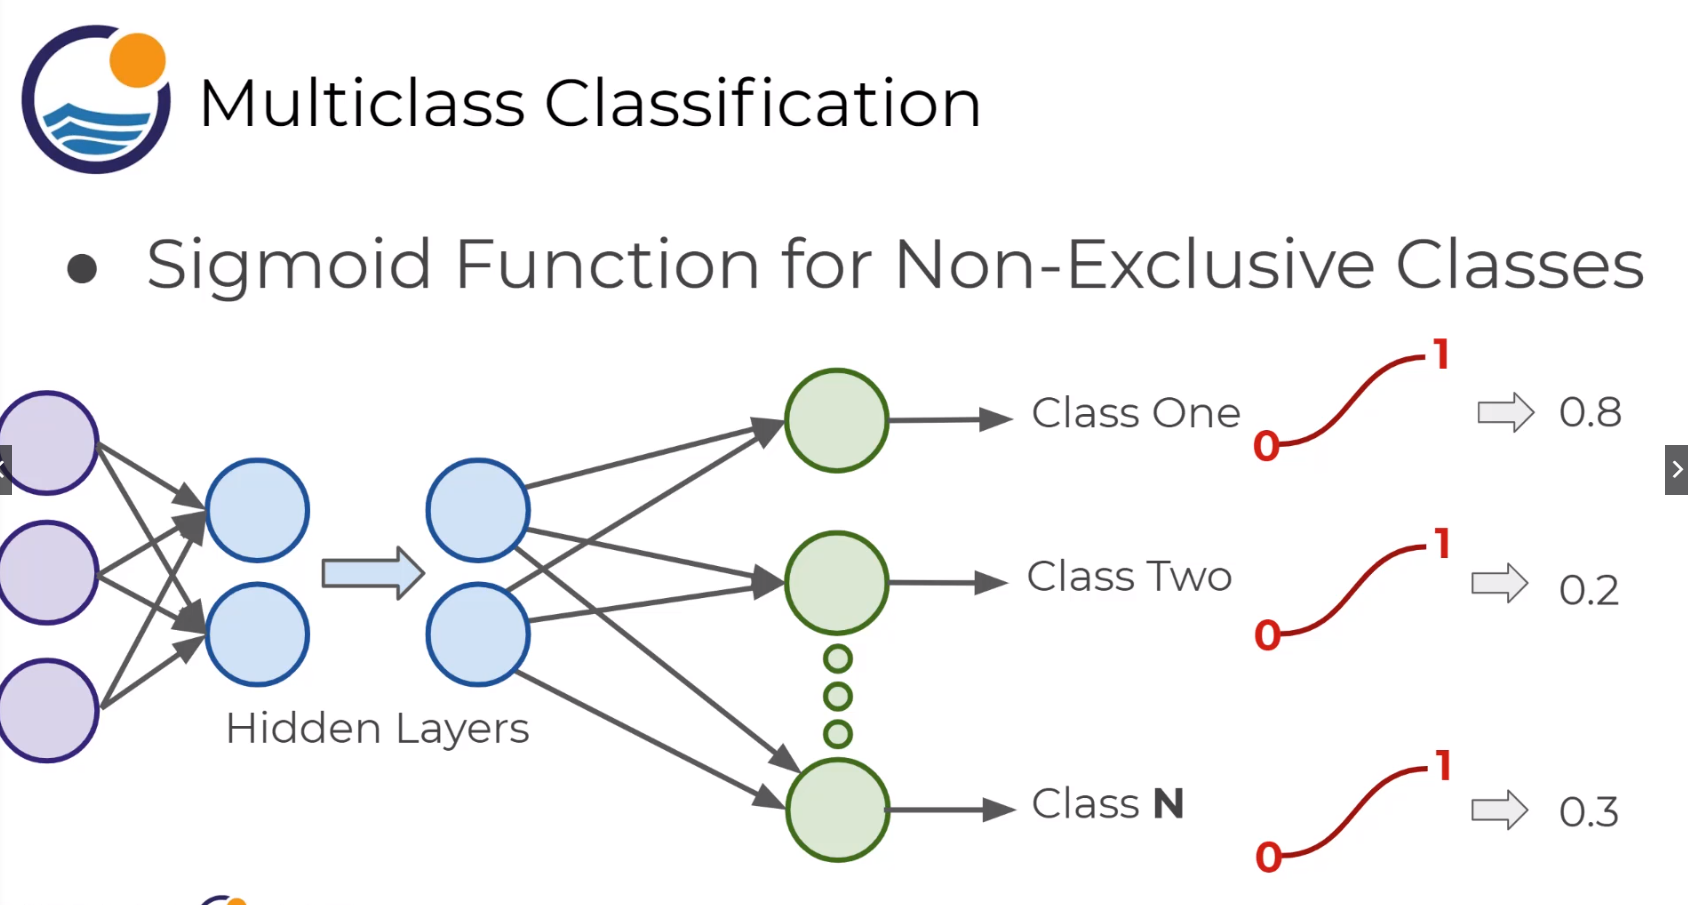 Multiclass Classification
● Sigmoid Function for Non-Exclusive Classes
1
Class One
0
0.8
1
Class Two
0
0.2
Hidden Layers
1
Class N
0
0.3